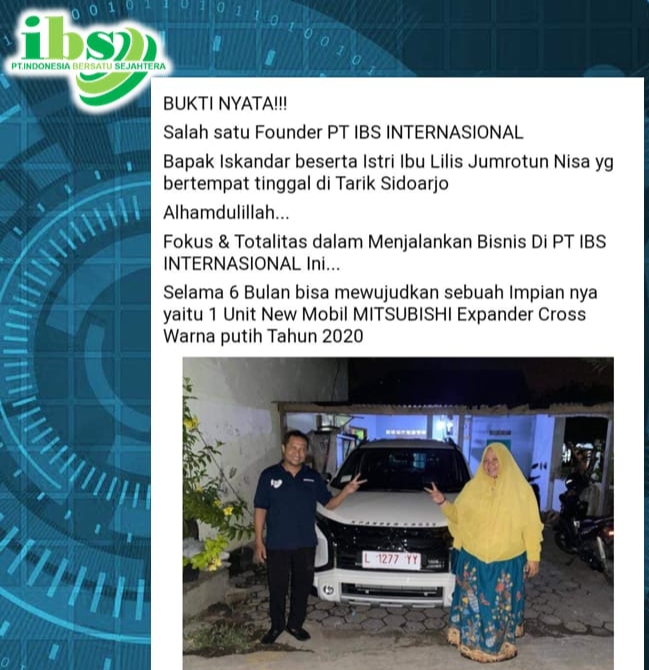 ibs
PT.INDONESIA BERSATU SEJAHTERA
BUKTI NYATA!!!
Salah satu Founder PT IBS INTERNASIONAL
Bapak Iskandar beserta Istri Ibu Lilis Jumrotun Nisa yg
bertempat tinggal di Tarik Sidoarjo
Alhamdulillah...
Fokus & Totalitas dalam Menjalankan Bisnis Di PT IBS
INTERNASIONAL Ini...
Selama 6 Bulan bisa mewujudkan sebuah Impian nya
yaitu 1 Unit New Mobil MITSUBISHI Expander Cross
Warna putih Tahun 2020
XPANDER CROSS
L 1277 YY